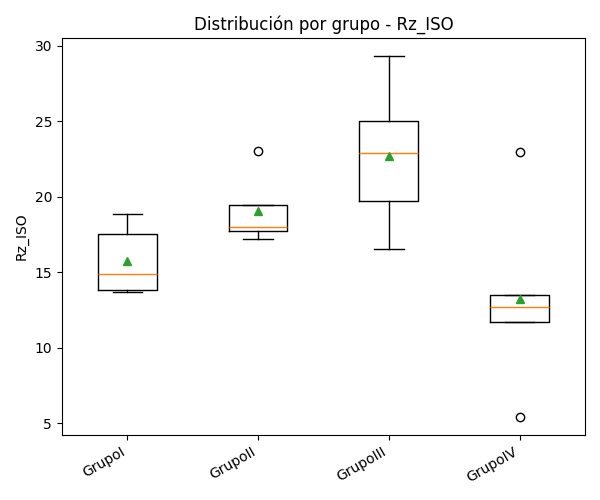 Distribución por grupo - Rz_ISO
Rz_ISO
30
25
20
15
10
5
GrupoI
GrupoII
GrupoIII
GrupoIV